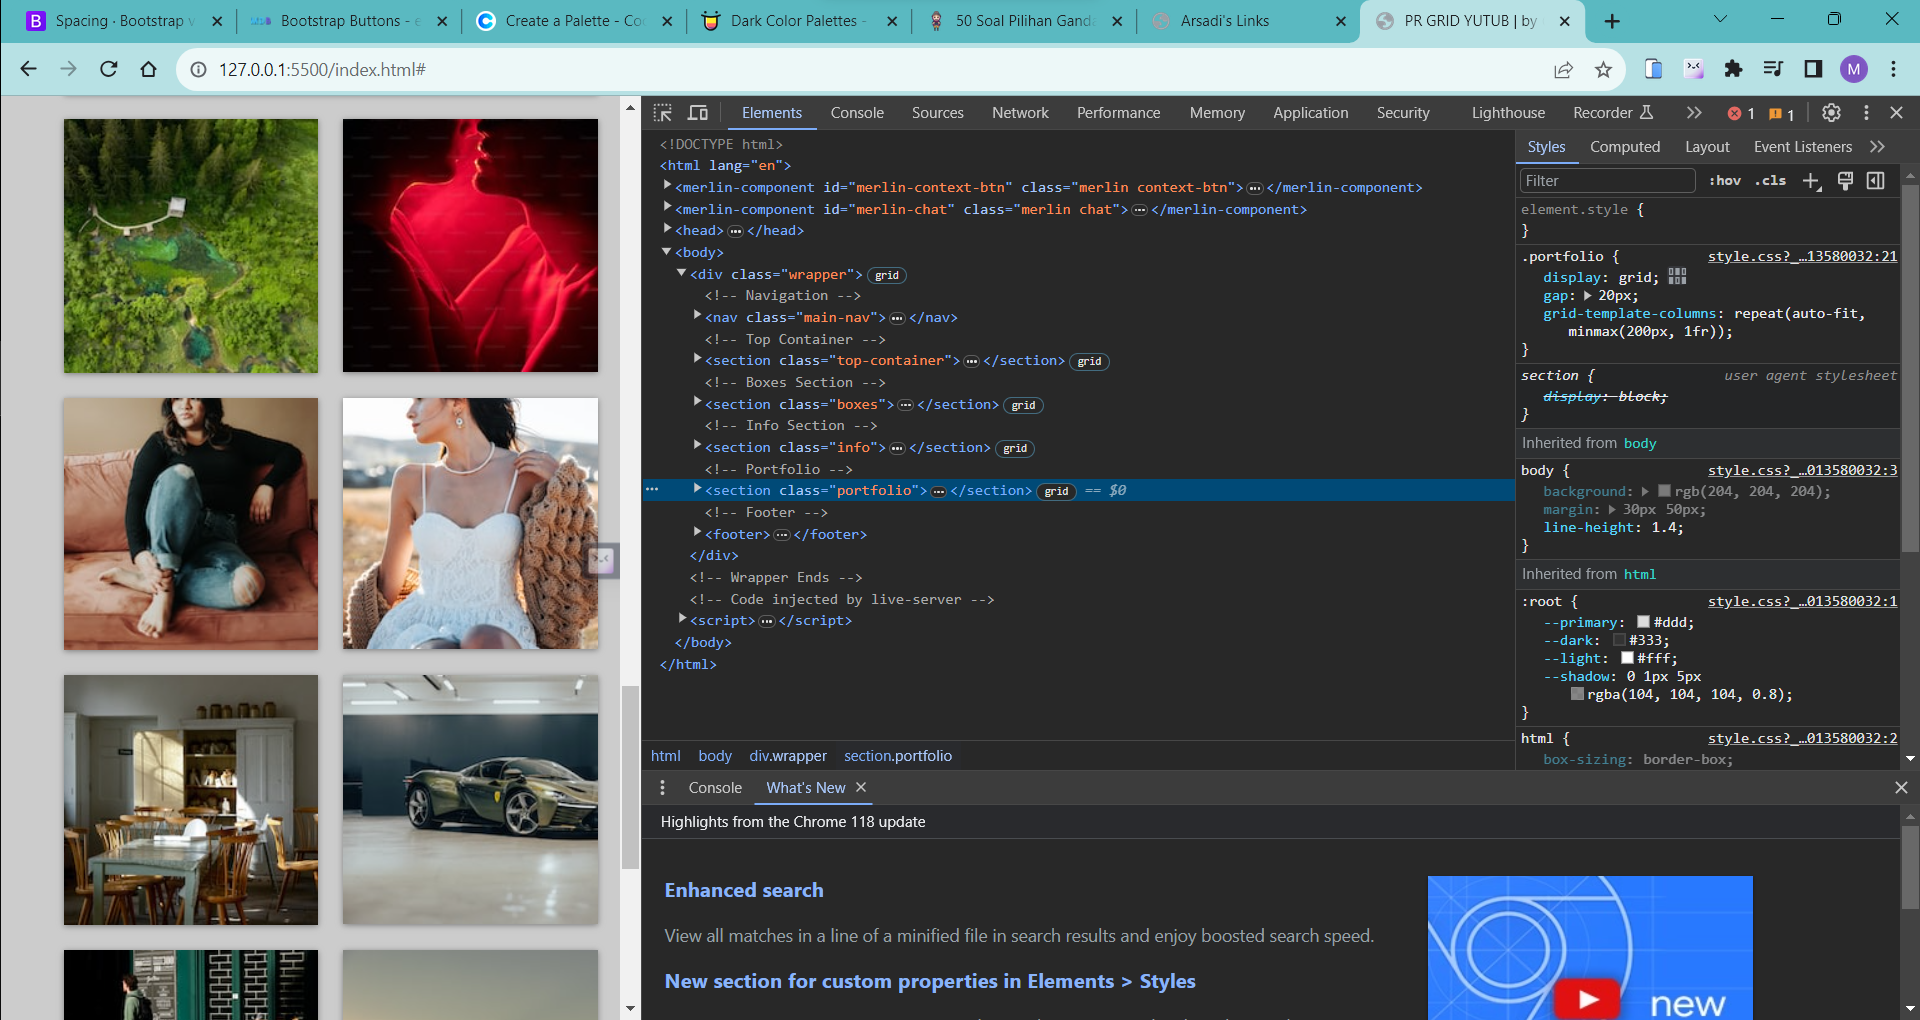 Spacing · Bootstrap v
Bootstrap Buttons - e
Create a Palette - Co
Dark Color Palettes -
50 Soal Pilihan Ganda
Arsadi's Links
PR GRID YUTUB | by
127.0.0.1:5500/index.html#
M
Elements
Console
Sources
Network
Performance
Memory
Application
Security
Lighthouse
Recorder
1
1
<!DOCTYPE html>
<html lang="en">
<merlin-component id="merlin-context-btn" class="merlin context-btn">…</merlin-component>
<merlin-component id="merlin-chat" class="merlin chat">…</merlin-component>
<head>…</head>
<body>
<div class="wrapper"> grid
<!-- Navigation -->
<nav class="main-nav">…</nav>
<!-- Top Container -->
<section class="top-container">…</section> grid
<!-- Boxes Section -->
<section class="boxes">…</section> grid
<!-- Info Section -->
<section class="info">…</section> grid
<!-- Portfolio -->
<section class="portfolio">…</section> grid == $0
<!-- Footer -->
<footer>…</footer>
</div>
<!-- Wrapper Ends -->
<!-- Code injected by live-server -->
<script>…</script>
</body>
</html>
html body div.wrapper section.portfolio
Styles
Computed
Layout
Event Listeners
Filter
:hov .cls
element.style {
}
.portfolio { style.css?_…13580032:21
display: grid;
gap: 20px;
grid-template-columns: repeat(auto-fit,
minmax(200px, 1fr));
}
section { user agent stylesheet
display: block;
}
Inherited from body
body { style.css?_…013580032:3
background: rgb(204, 204, 204);
margin: 30px 50px;
line-height: 1.4;
}
Inherited from html
:root { style.css?_…013580032:1
--primary: #ddd;
--dark: #333;
--light: #fff;
--shadow: 0 1px 5px
rgba(104, 104, 104, 0.8);
}
html { style.css?_…013580032:2
box-sizing: border-box;
Console
What's New
Highlights from the Chrome 118 update
Enhanced search
View all matches in a line of a minified file in search results and enjoy boosted search speed.
New section for custom properties in Elements > Styles
new